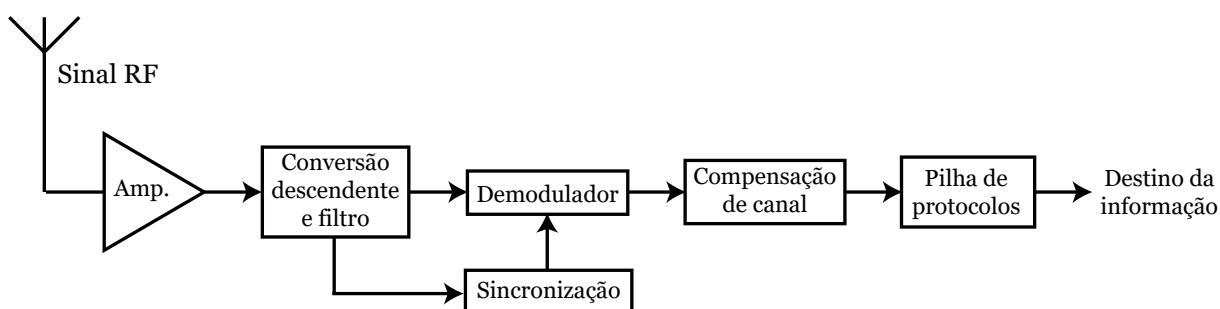 Sinal RF
Amp.
Conversão
descendente
e filtro
Demodulador
Sincronização
Compensação
de canal
Pilha de
protocolos
Destino da
informação